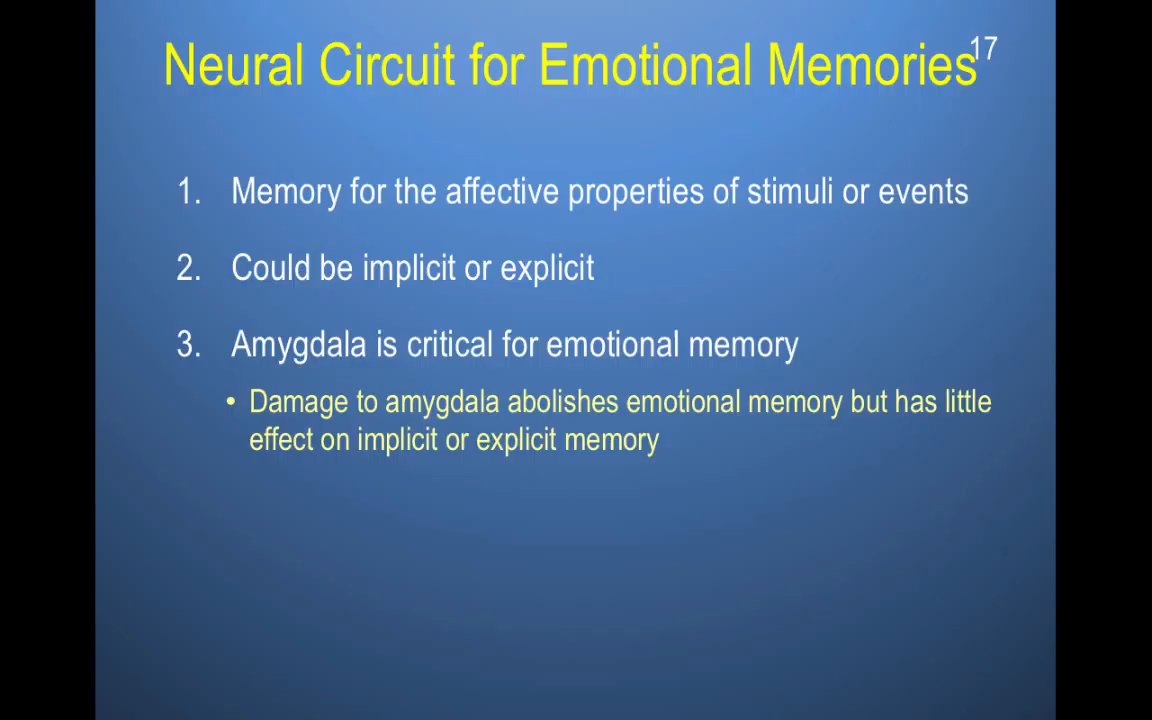 Neural Circuit for Emotional Memories
17
1. Memory for the affective properties of stimuli or events
2. Could be implicit or explicit
3. Amygdala is critical for emotional memory
• Damage to amygdala abolishes emotional memory but has little
effect on implicit or explicit memory